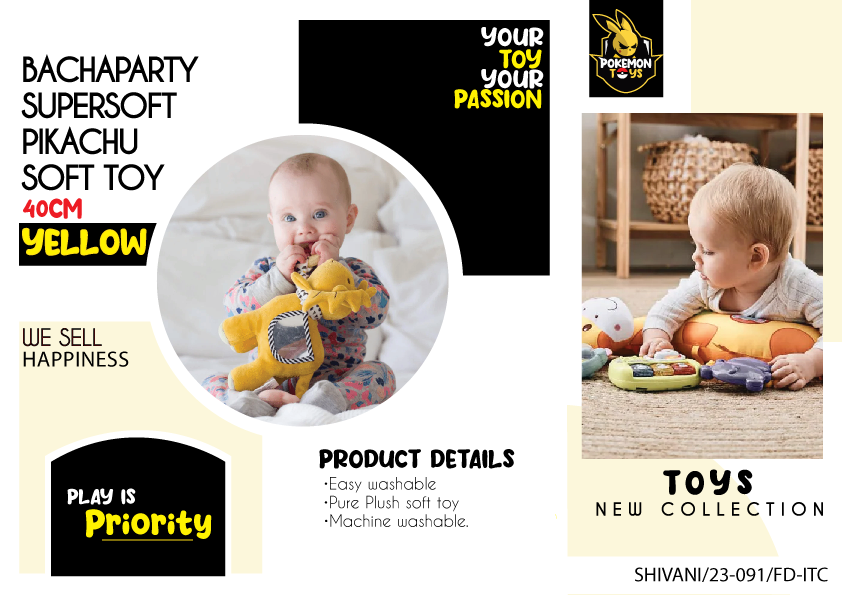 BACHAPARTY
SUPERSOFT
PIKACHU
SOFT TOY
40CM
YELLOW
WE SELL
HAPPINESS
PLAY IS
Priority
YOUR
TOY
YOUR
PASSION
PRODUCT DETAILS
•Easy washable
•Pure Plush soft toy
•Machine washable.
POKEMON
TOYS
TOYS
NEW COLLECTION
SHIVANI/23-091/FD-ITC